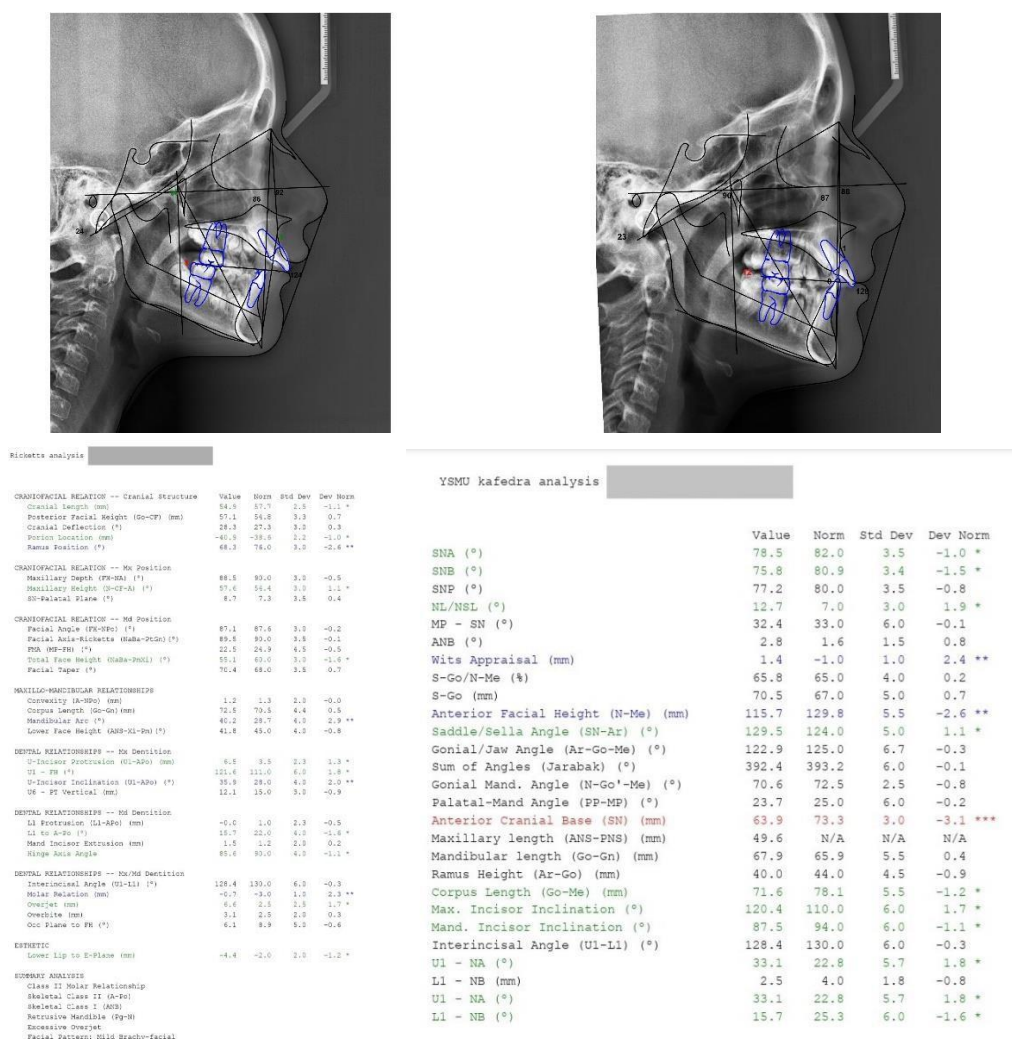 92
86
24
90
87
88
23
12
Ricketts analysis
CRANIOFACIAL RELATION -- Cranial Structure Value Norm Std Dev Dev Norm
Cranial Length (mm) 54.9 57.7 2.5 -1.1 *
Posterior Facial Height (Go-CF) (mm) 57.1 54.8 3.3 0.7
Cranial Deflection (°) 28.3 27.3 3.0 0.3
Porion Location (mm) -40.9 -38.9 2.2 -1.0 *
Ramus Position (°) 68.3 76.0 3.0 -2.6 **
CRANIOFACIAL RELATION -- Mx Position
Maxillary Depth (FH-NA) (°) 88.5 90.0 3.0 -0.5
Maxillary Height (N-CF-A) (°) 57.6 54.4 3.0 1.1 *
SN-Palatal Plane (°) 8.7 7.3 3.5 0.4
CRANIOFACIAL RELATION -- Md Position
Facial Angle (FH-NPo) (°) 87.1 87.6 3.0 -0.2
Facial Axis-Ricketts (NaBa-PtGn) (°) 89.5 90.0 3.5 -0.1
FMA (MP-FH) (°) 22.5 24.9 4.5 -0.5
Total Face Height (NaBa-PmXi) (°) 55.1 60.0 3.0 -1.6 *
Facial Taper (°) 70.4 68.0 3.5 0.7
MAXILLO-MANDIBULAR RELATIONSHIPS
Convexity (A-NPo) (mm) 1.2 1.3 2.0 -0.0
Corpus Length (Go-Gn) (mm) 72.5 70.5 4.4 0.5
Mandibular Arc (°) 40.2 28.7 4.0 2.9 **
Lower Face Height (ANS-Xi-Pm) (°) 41.8 45.0 4.0 -0.8
DENTAL RELATIONSHIPS -- Mx Dentition
U-Incisor Protrusion (U1-APo) (mm) 6.5 3.5 2.3 1.3 *
U1 - FH (°) 121.6 111.0 6.0 1.8 *
U-Incisor Inclination (U1-APo) (°) 35.9 28.0 4.0 2.0 **
U6 - PT Vertical (mm) 12.1 15.0 3.0 -0.9
DENTAL RELATIONSHIPS -- Md Dentition
L1 Protrusion (L1-APo) (mm) -0.0 1.0 2.3 -0.5
L1 to A-Po (°) 15.7 22.0 4.0 -1.6 *
Mand Incisor Extrusion (mm) 1.5 1.2 2.0 0.2
Hinge Axis Angle 85.6 90.0 4.0 -1.1 *
DENTAL RELATIONSHIPS -- Mx/Md Dentition
Interincisal Angle (U1-L1) (°) 128.4 130.0 6.0 -0.3
Molar Relation (mm) -0.7 -3.0 1.0 2.3 **
Overjet (mm) 6.6 2.5 2.5 1.7 *
Overbite (mm) 3.1 2.5 2.0 0.3
Occ Plane to FH (°) 6.1 8.9 5.0 -0.6
ESTHETIC
Lower Lip to E-Plane (mm) -4.4 -2.0 2.0 -1.2 *
SUMMARY ANALYSIS
Class II Molar Relationship
Skeletal Class II (A-Po)
Skeletal Class I (ANB)
Retrusive Mandible (Pg-N)
Excessive Overjet
Facial Pattern: Mild Brachy-facial
YSMU kafedra analysis
Value Norm Std Dev Dev Norm
SNA (°) 78.5 82.0 3.5 -1.0 *
SNB (°) 75.8 80.9 3.4 -1.5 *
SNP (°) 77.2 80.0 3.5 -0.8
NL/NSL (°) 12.7 7.0 3.0 1.9 *
MP - SN (°) 32.4 33.0 6.0 -0.1
ANB (°) 2.8 1.6 1.5 0.8
Wits Appraisal (mm) 1.4 -1.0 1.0 2.4 **
S-Go/N-Me (%) 65.8 65.0 4.0 0.2
S-Go (mm) 70.5 67.0 5.0 0.7
Anterior Facial Height (N-Me) (mm) 115.7 129.8 5.5 -2.6 **
Saddle/Sella Angle (SN-Ar) (°) 129.5 124.0 5.0 1.1 *
Gonial/Jaw Angle (Ar-Go-Me) (°) 122.9 125.0 6.7 -0.3
Sum of Angles (Jarabak) (°) 392.4 393.2 6.0 -0.1
Gonial Mand. Angle (N-Go'-Me) (°) 70.6 72.5 2.5 -0.8
Palatal-Mand Angle (PP-MP) (°) 23.7 25.0 6.0 -0.2
Anterior Cranial Base (SN) (mm) 63.9 73.3 3.0 -3.1 ***
Maxillary length (ANS-PNS) (mm) 49.6 N/A N/A N/A
Mandibular length (Go-Gn) (mm) 67.9 65.9 5.5 0.4
Ramus Height (Ar-Go) (mm) 40.0 44.0 4.5 -0.9
Corpus Length (Go-Me) (mm) 71.6 78.1 5.5 -1.2 *
Max. Incisor Inclination (°) 120.4 110.0 6.0 1.7 *
Mand. Incisor Inclination (°) 87.5 94.0 6.0 -1.1 *
Interincisal Angle (U1-L1) (°) 128.4 130.0 6.0 -0.3
U1 - NA (°) 33.1 22.8 5.7 1.8 *
L1 - NB (mm) 2.5 4.0 1.8 -0.8
U1 - NA (°) 33.1 22.8 5.7 1.8 *
L1 - NB (°) 15.7 25.3 6.0 -1.6 *